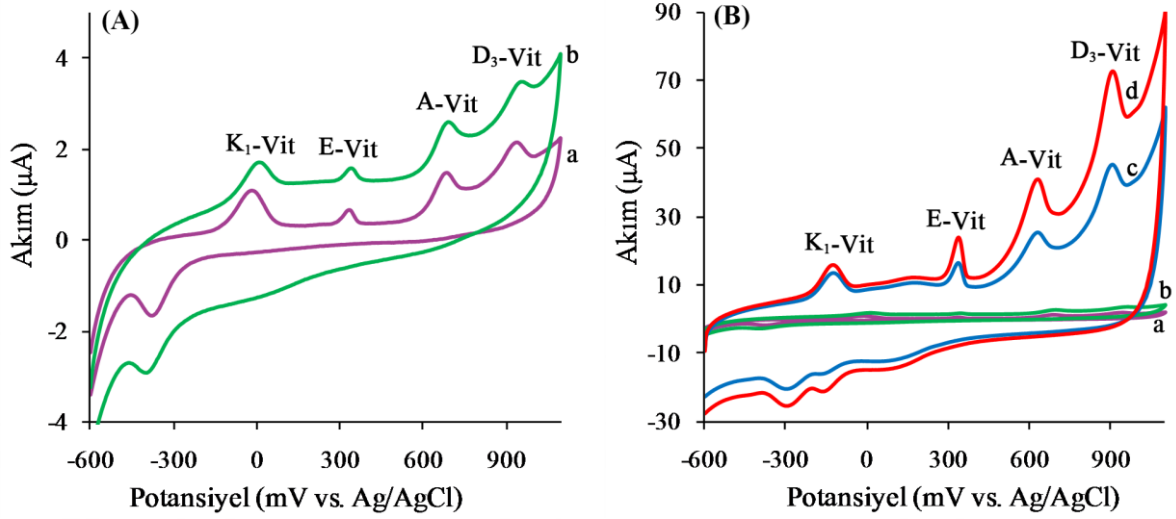 (A)
4
2
0
-2
-4
Akım (µA)
K₁-Vit
E-Vit
A-Vit
D₃-Vit
b
a
-600
-300
0
300
600
900
Potansiyel (mV vs. Ag/AgCl)
(B)
90
70
50
30
10
-10
-30
Akım (µA)
K₁-Vit
E-Vit
A-Vit
D₃-Vit
d
c
b
a
-600
-300
0
300
600
900
Potansiyel (mV vs. Ag/AgCl)